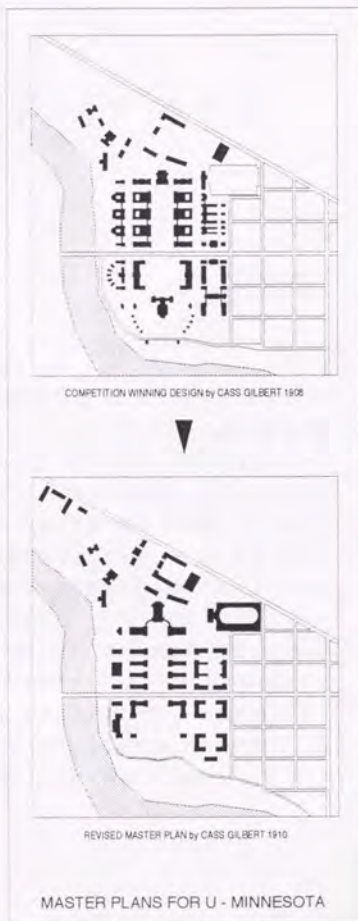 COMPETITION WINNING DESIGN by CASS GILBERT 1908
REVISED MASTER PLAN by CASS GILBERT 1910
MASTER PLANS FOR U - MINNESOTA